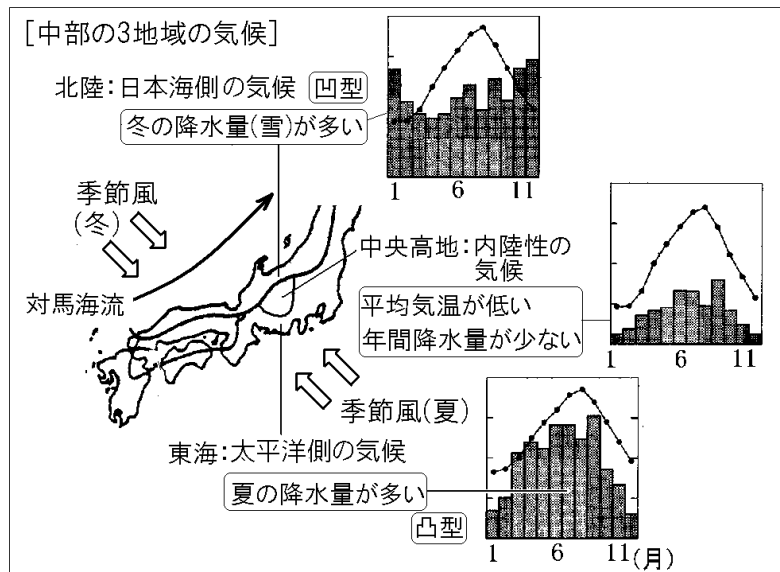 [中部の3地域の気候]
北陸:日本海側の気候 凹型
冬の降水量(雪)が多い
1 6 11
季節風
(冬)
対馬海流
中央高地:内陸性の
気候
平均気温が低い
年間降水量が少ない
1 6 11
季節風(夏)
東海:太平洋側の気候
夏の降水量が多い
凸型
1 6 11(月)